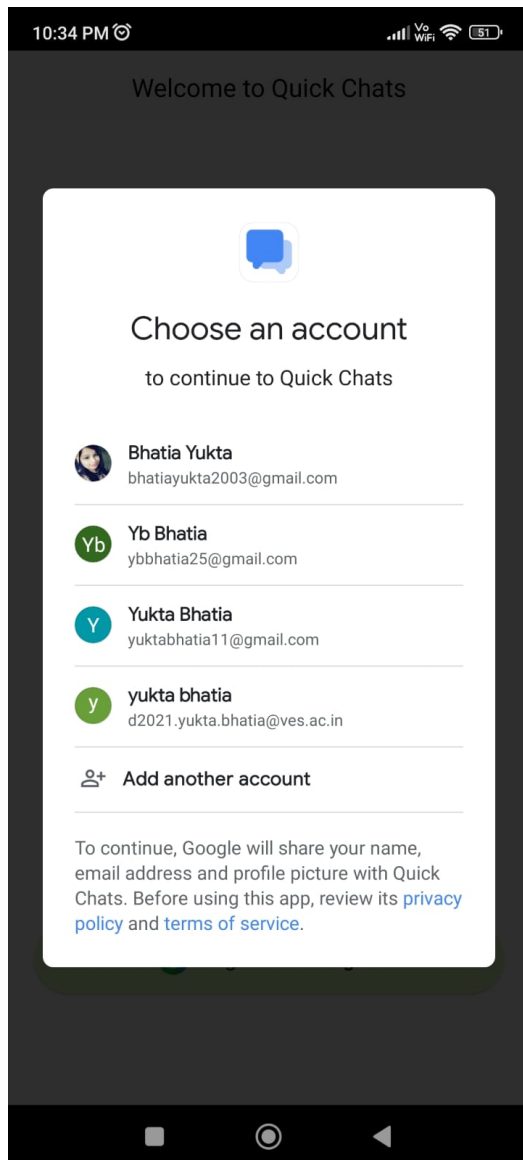 10:34 PM
Vo
WiFi
51
Welcome to Quick Chats
Choose an account
to continue to Quick Chats
Bhatia Yukta
bhatiayukta2003@gmail.com
Yb
Yb Bhatia
ybbhatia25@gmail.com
Y
Yukta Bhatia
yuktabhatia11@gmail.com
y
yukta bhatia
d2021.yukta.bhatia@ves.ac.in
Add another account
To continue, Google will share your name,
email address and profile picture with Quick
Chats. Before using this app, review its privacy
policy and terms of service.